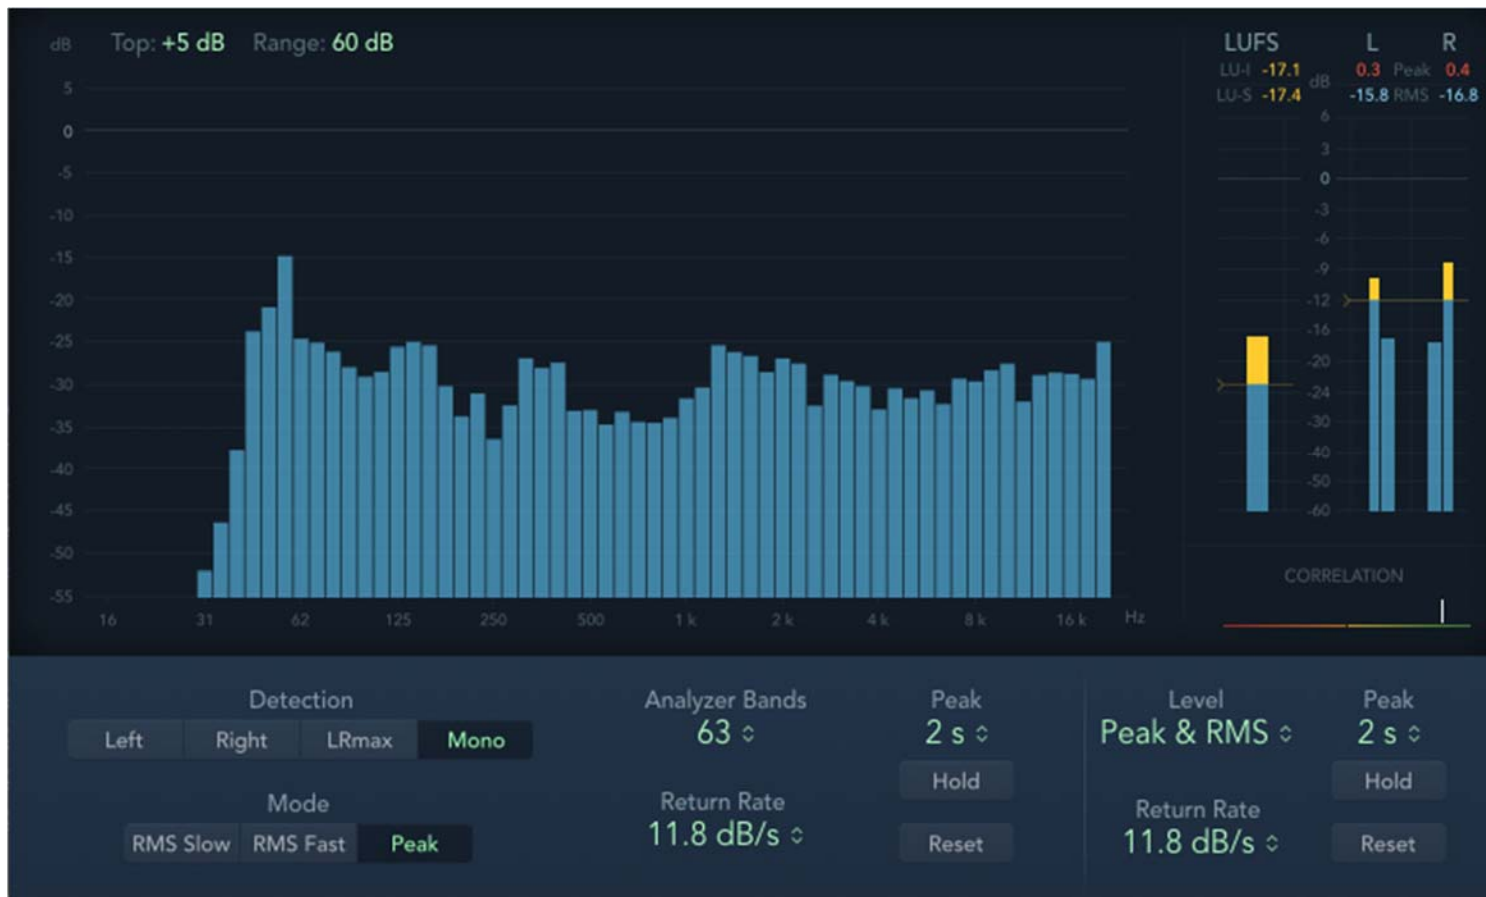 dB Top: +5 dB Range: 60 dB
5
0
-5
-10
-15
-20
-25
-30
-35
-40
-45
-50
-55
16 31 62 125 250 500 1 k 2 k 4 k 8 k 16 k Hz
LUFS L R
LU-I -17.1 dB 0.3 Peak 0.4
LU-S -17.4 -15.8 RMS -16.8
6
3
0
-3
-6
-9
-12
-16
-20
-24
-30
-40
-50
-60
CORRELATION
Detection
Left Right LRmax Mono
Mode
RMS Slow RMS Fast Peak
Analyzer Bands
63
Return Rate
11.8 dB/s
Peak
2 s
Hold
Reset
Level
Peak & RMS
Return Rate
11.8 dB/s
Peak
2 s
Hold
Reset